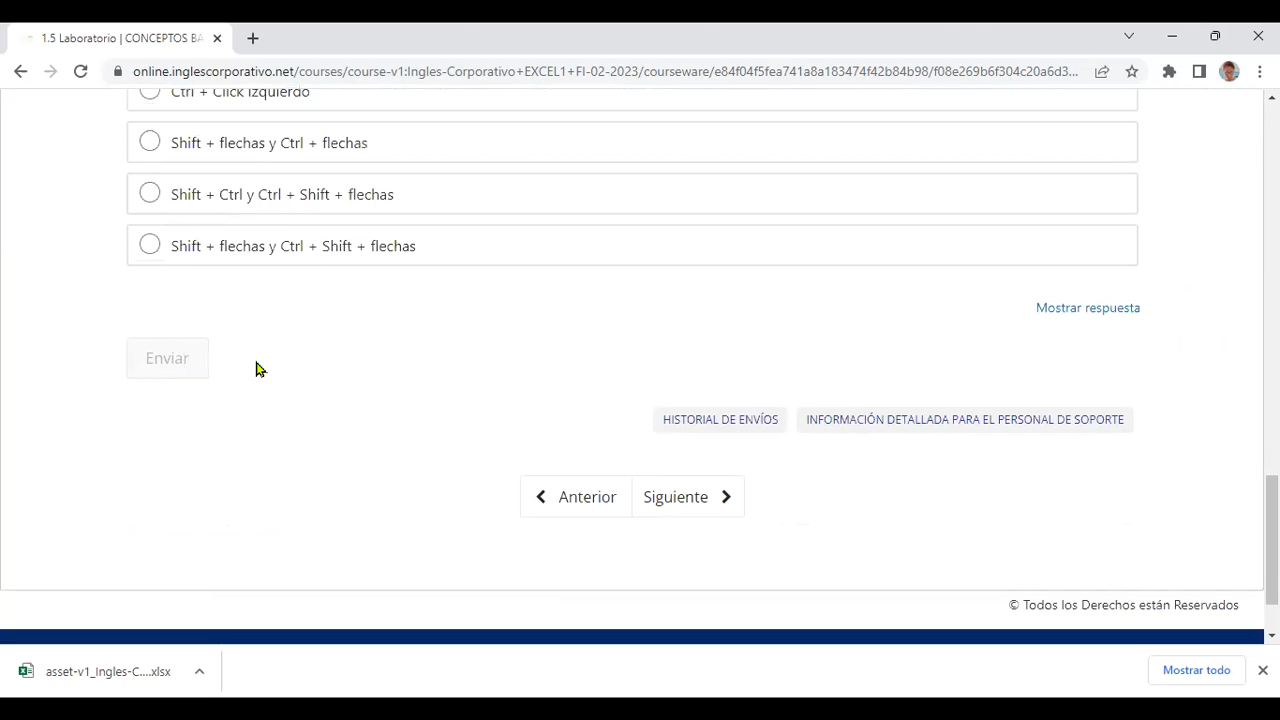 1.5 Laboratorio | CONCEPTOS BÁ
online.inglescorporativo.net/courses/course-v1:Ingles-Corporativo+EXCEL1+FI-02-2023/courseware/e84f04f5fea741a8a183474f42b84b98/f08e269b6f304c20a6d3...
Ctrl + Click Izquierdo
Shift + flechas y Ctrl + flechas
Shift + Ctrl y Ctrl + Shift + flechas
Shift + flechas y Ctrl + Shift + flechas
Mostrar respuesta
Enviar
HISTORIAL DE ENVÍOS INFORMACIÓN DETALLADA PARA EL PERSONAL DE SOPORTE
Anterior Siguiente
© Todos los Derechos están Reservados
asset-v1_Ingles-C....xlsx Mostrar todo